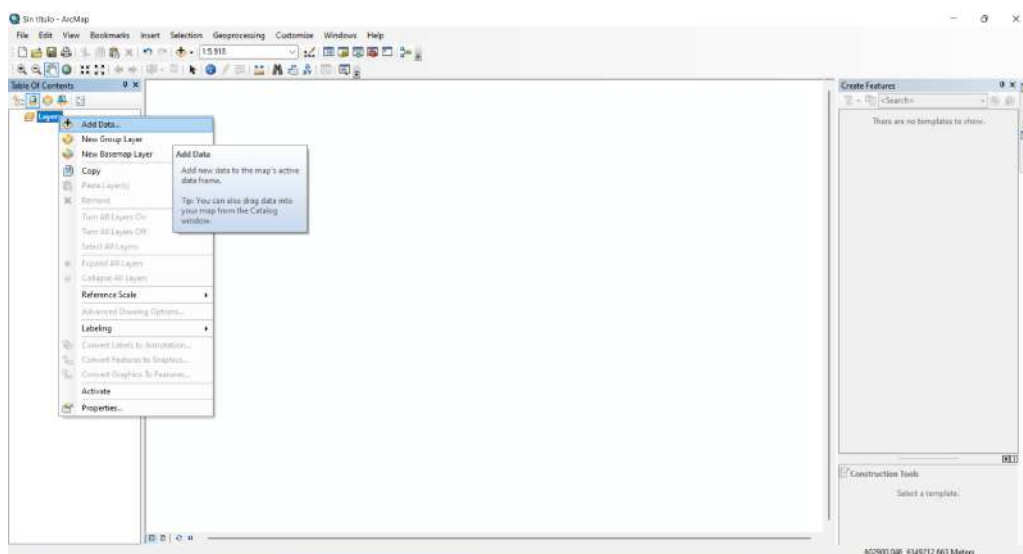 Sin título - ArcMap
File Edit View Bookmarks Insert Selection Geoprocessing Customize Windows Help
1:5.918
Table Of Contents
Layers
Add Data...
New Group Layer
New Basemap Layer
Copy
Paste Layer(s)
Remove
Turn All Layers On
Turn All Layers Off
Select All Layers
Expand All Layers
Collapse All Layers
Reference Scale
Advanced Drawing Options...
Labeling
Convert Labels to Annotation...
Convert Features to Graphics...
Convert Graphics To Features...
Activate
Properties...
Add Data
Add new data to the map's active
data frame.
Tip: You can also drag data into
your map from the Catalog
window.
Create Features
<Search>
There are no templates to show.
Construction Tools
Select a template.
Meters